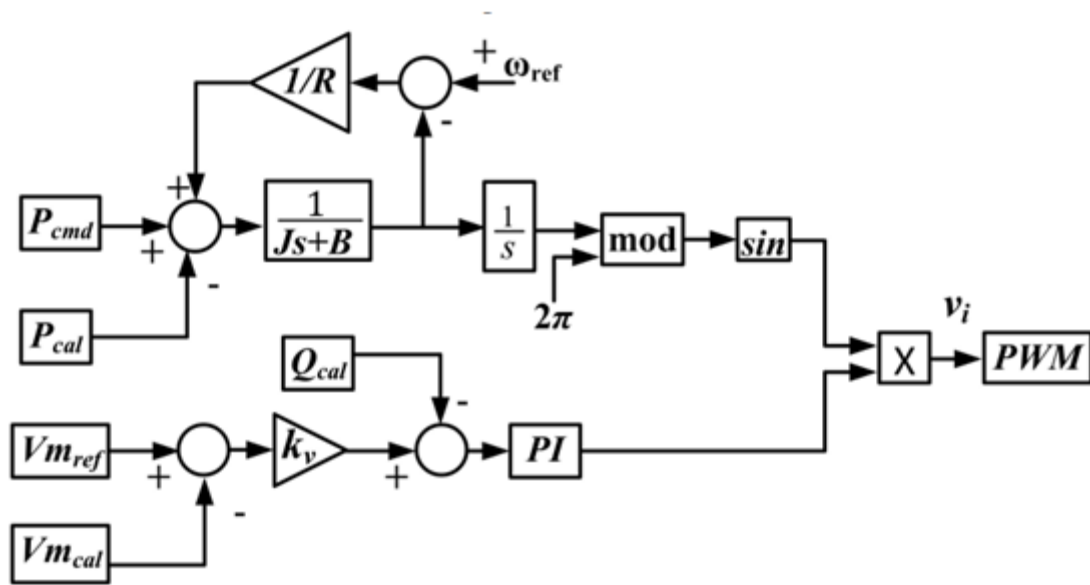 -
+
ω_ref
1/R
-
+
P_cmd
+
1
Js+B
1
s
mod
sin
-
2π
P_cal
v_i
Q_cal
X
PWM
-
Vm_ref
+
k_v
+
PI
-
Vm_cal